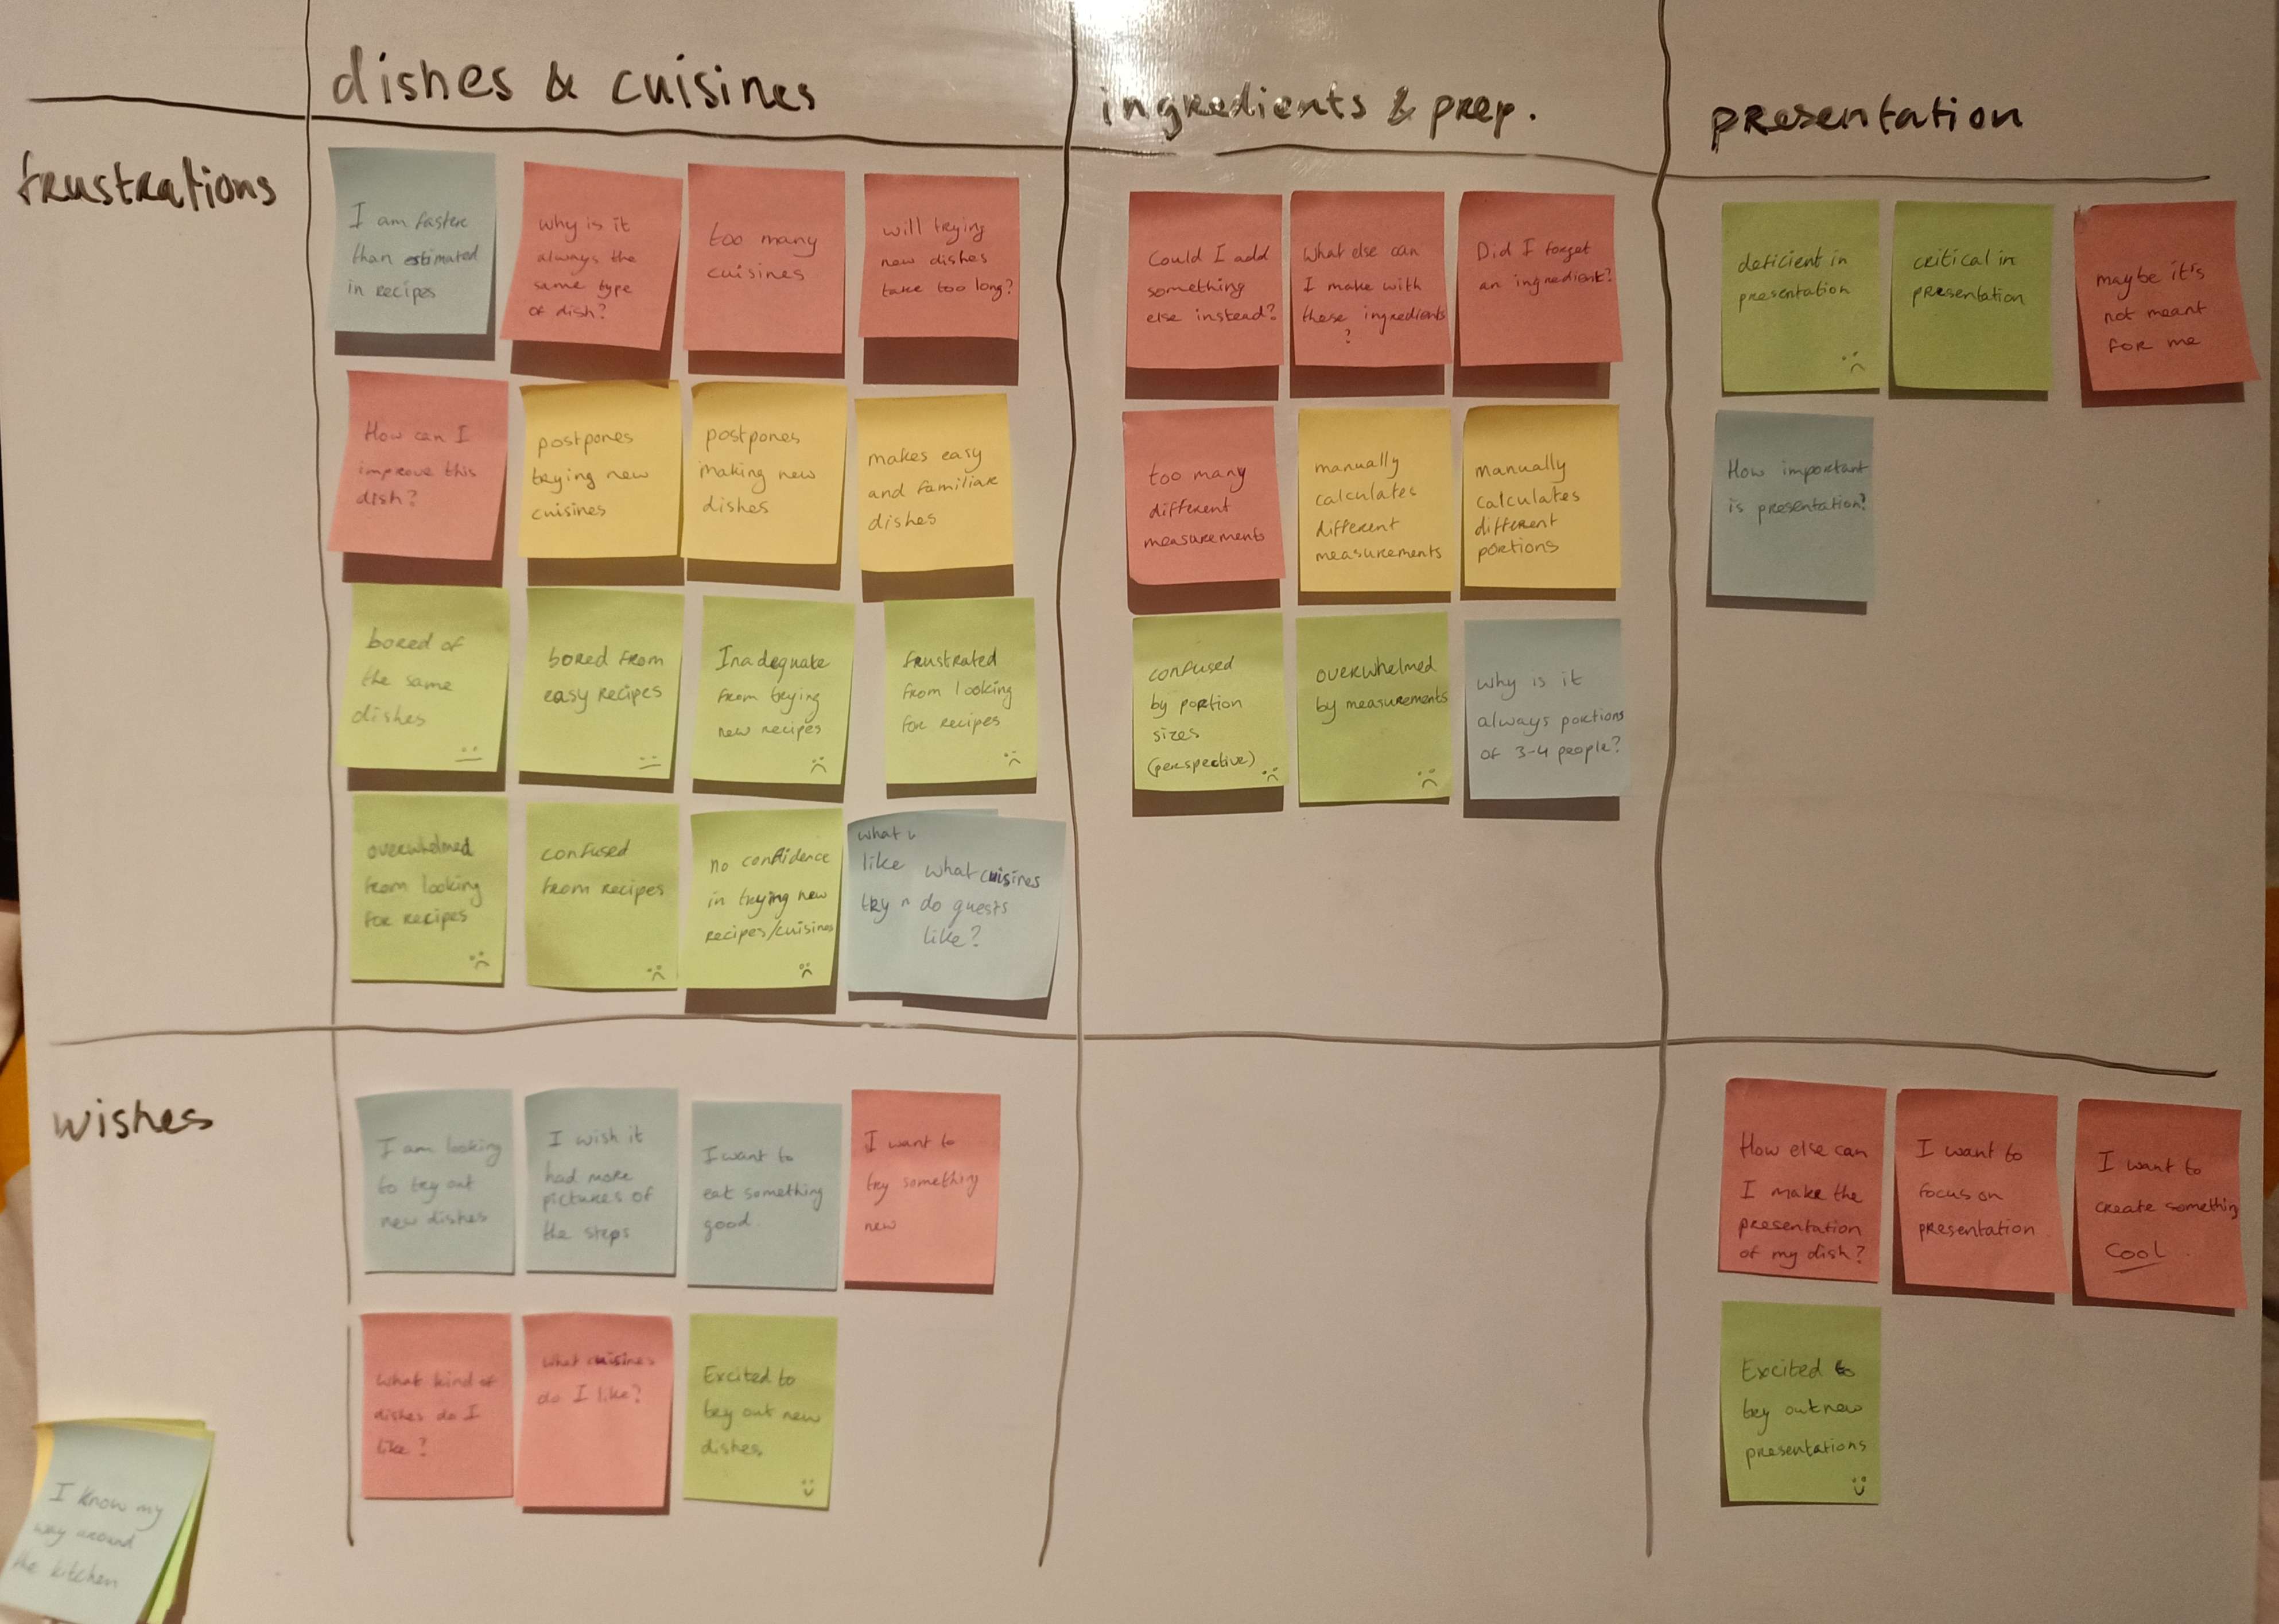 dishes & cuisines
ingredients & prep.
presentation
frustrations
I am faster
than estimated
in recipes
why is it
always the
same type
of dish?
too many
cuisines
will trying
new dishes
take too long?
How can I
improve this
dish?
postpones
trying new
cuisines
postpones
making new
dishes
makes easy
and familiar
dishes
bored of
the same
dishes
bored from
easy recipes
Inadequate
from trying
new recipes
frustrated
from looking
for recipes
overwhelmed
from looking
for recipes
confused
from recipes
no confidence
in trying new
recipes/cuisines
what
like
try
what cuisines
do guests
like?
Could I add
something
else instead?
What else can
I make with
these ingredients
?
Did I forget
an ingredient?
too many
different
measurements
manually
calculates
different
measurements
manually
calculates
different
portions
confused
by portion
sizes
(perspective)
overwhelmed
by measurements
Why is it
always portions
of 3-4 people?
deficient in
presentation
critical in
presentation
maybe it's
not meant
for me
How important
is presentation?
wishes
I am looking
to try out
new dishes
I wish it
had more
pictures of
the steps
I want to
eat something
good
I want to
try something
new
What kind of
dishes do I
like?
What cuisines
do I like?
Excited to
try out new
dishes
How else can
I make the
presentation
of my dish?
I want to
focus on
presentation
I want to
create something
cool
Excited to
try out new
presentations
I know my
way around
the kitchen